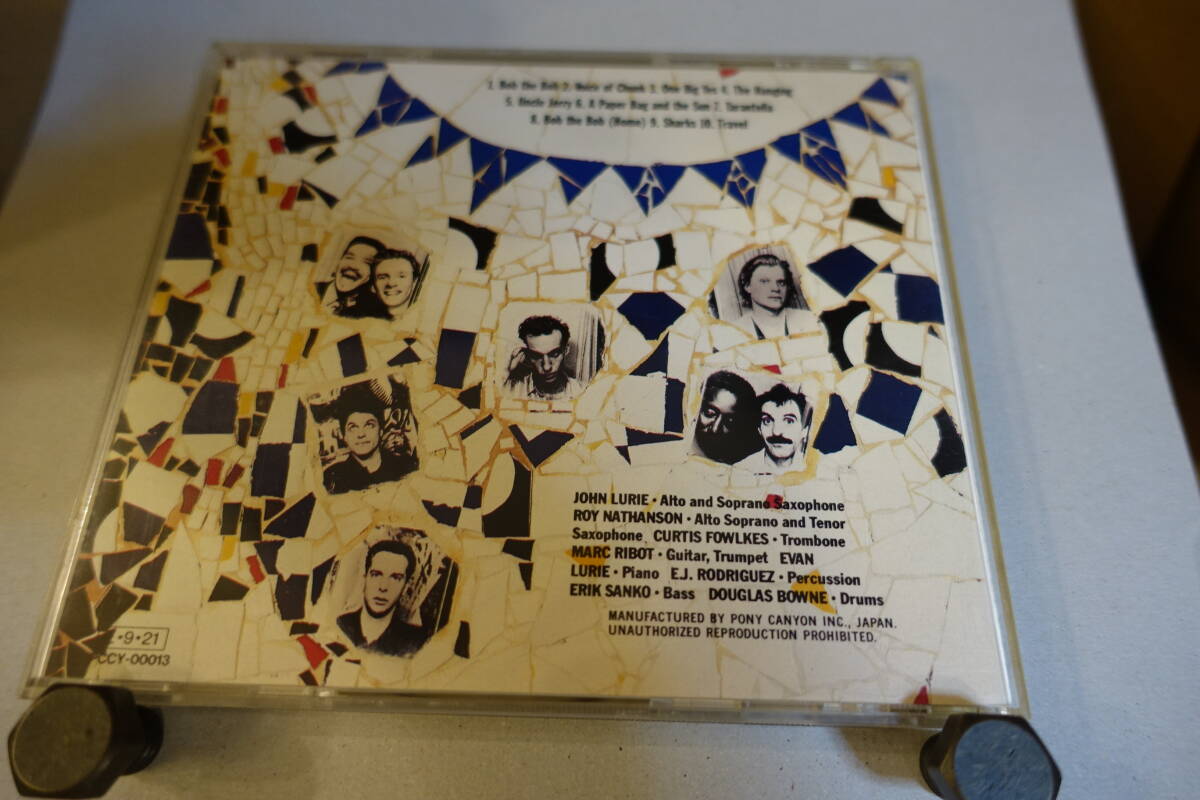 1. Bob the Bob 2. Voice of Chunk 3. One Big Yes 4. The Hanging
5. Uncle Jerry 6. A Paper Bag and the Sun 7. Tarantella
8. Bob the Bob (Home) 9. Sharks 10. Travel
JOHN LURIE · Alto and Soprano Saxophone
ROY NATHANSON · Alto Soprano and Tenor
Saxophone CURTIS FOWLKES · Trombone
MARC RIBOT · Guitar, Trumpet EVAN
LURIE · Piano E.J. RODRIGUEZ · Percussion
ERIK SANKO · Bass DOUGLAS BOWNE · Drums
MANUFACTURED BY PONY CANYON INC., JAPAN.
UNAUTHORIZED REPRODUCTION PROHIBITED.
·9·21
CCY-00013